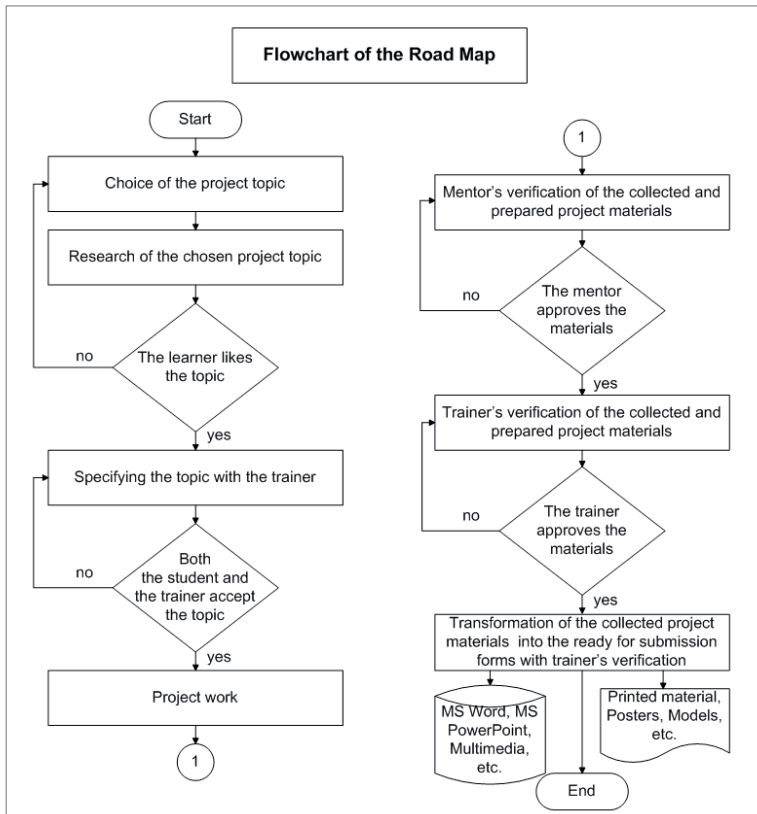 Flowchart of the Road Map
Start
Choice of the project topic
Research of the chosen project topic
no
The learner likes
the topic
yes
Specifying the topic with the trainer
no
Both
the student and
the trainer accept
the topic
yes
Project work
1
1
Mentor's verification of the collected and
prepared project materials
no
The mentor
approves the
materials
yes
Trainer's verification of the collected and
prepared project materials
no
The trainer
approves the
materials
yes
Transformation of the collected project
materials into the ready for submission
forms with trainer's verification
MS Word, MS
PowerPoint,
Multimedia,
etc.
Printed material,
Posters, Models,
etc.
End